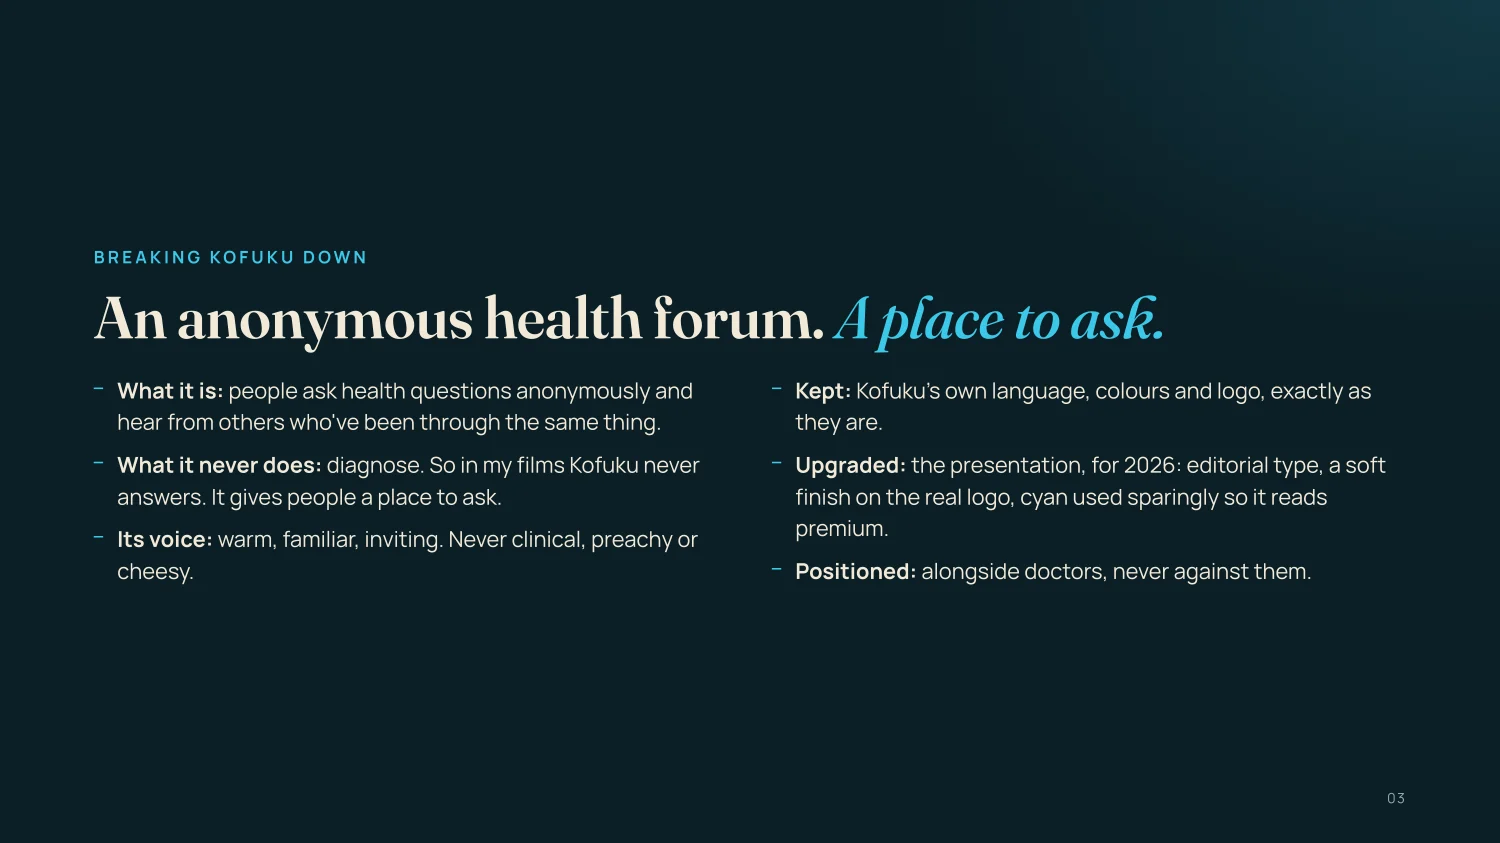 BREAKING KOFUKU DOWN
An anonymous health forum. A place to ask.
– What it is: people ask health questions anonymously and
hear from others who've been through the same thing.
– What it never does: diagnose. So in my films Kofuku never
answers. It gives people a place to ask.
– Its voice: warm, familiar, inviting. Never clinical, preachy or
cheesy.
– Kept: Kofuku’s own language, colours and logo, exactly as
they are.
– Upgraded: the presentation, for 2026: editorial type, a soft
finish on the real logo, cyan used sparingly so it reads
premium.
– Positioned: alongside doctors, never against them.
03